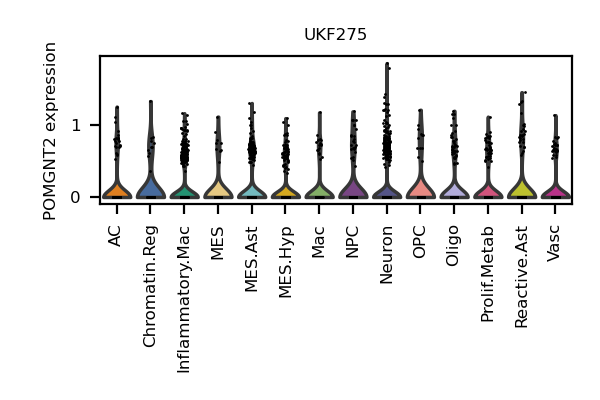 UKF275
POMGNT2 expression
1
0
AC
Chromatin.Reg
Inflammatory.Mac
MES
MES.Ast
MES.Hyp
Mac
NPC
Neuron
OPC
Oligo
Prolif.Metab
Reactive.Ast
Vasc